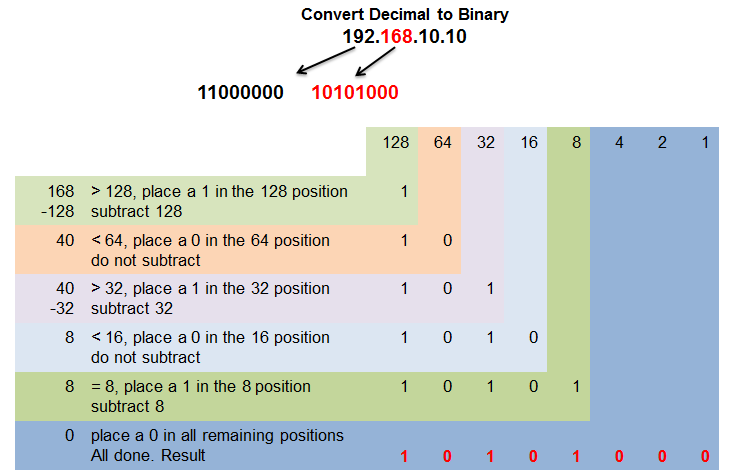 Convert Decimal to Binary
192.168.10.10
11000000 10101000
128 64 32 16 8 4 2 1
168 > 128, place a 1 in the 128 position 1
-128 subtract 128
40 < 64, place a 0 in the 64 position 1 0
do not subtract
40 > 32, place a 1 in the 32 position 1 0 1
-32 subtract 32
8 < 16, place a 0 in the 16 position 1 0 1 0
do not subtract
8 = 8, place a 1 in the 8 position 1 0 1 0 1
subtract 8
0 place a 0 in all remaining positions
All done. Result 1 0 1 0 1 0 0 0